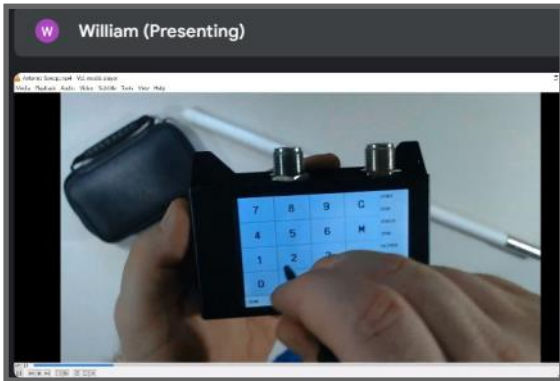 W William (Presenting)
Media Playback Audio Video Subtitle Tools View Help
7 8 9 G
4 5 6 M
1 2
0